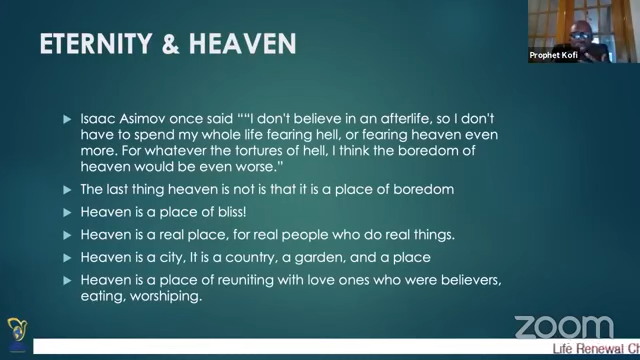 ETERNITY & HEAVEN
Prophet Kofi
Isaac Asimov once said ““I don't believe in an afterlife, so I don't
have to spend my whole life fearing hell, or fearing heaven even
more. For whatever the tortures of hell, I think the boredom of
heaven would be even worse.”
The last thing heaven is not is that it is a place of boredom
Heaven is a place of bliss!
Heaven is a real place, for real people who do real things.
Heaven is a city, It is a country, a garden, and a place
Heaven is a place of reuniting with love ones who were believers,
eating, worshiping.
zoom
Life Renewal C